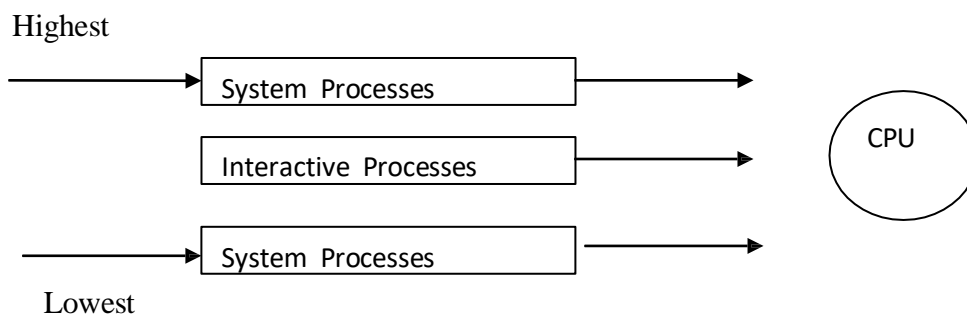 Highest
System Processes
Interactive Processes
CPU
System Processes
Lowest